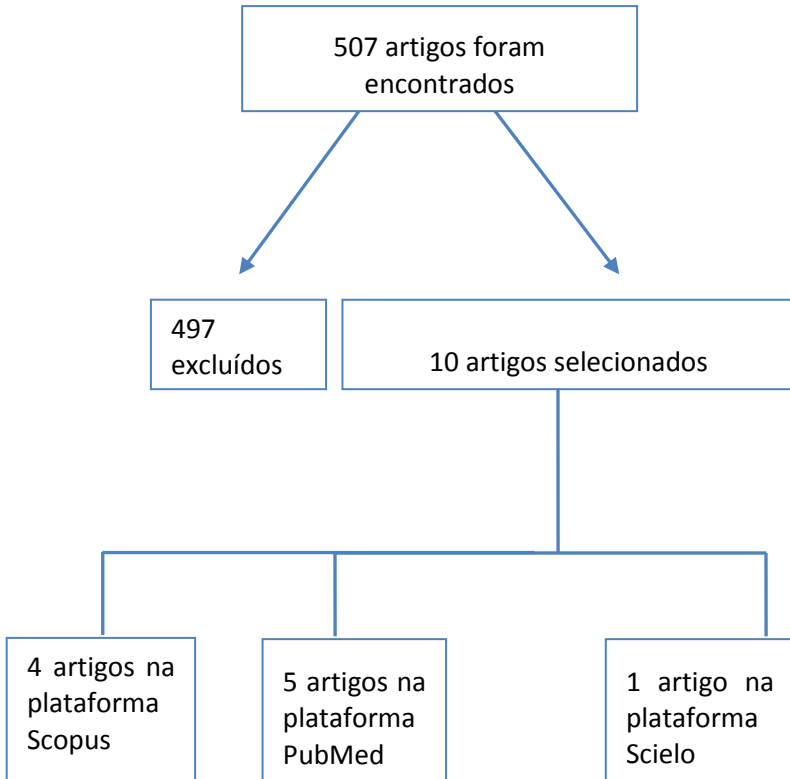 507 artigos foram
encontrados
497
excluídos
10 artigos selecionados
4 artigos na
plataforma
Scopus
5 artigos na
plataforma
PubMed
1 artigo na
plataforma
Scielo